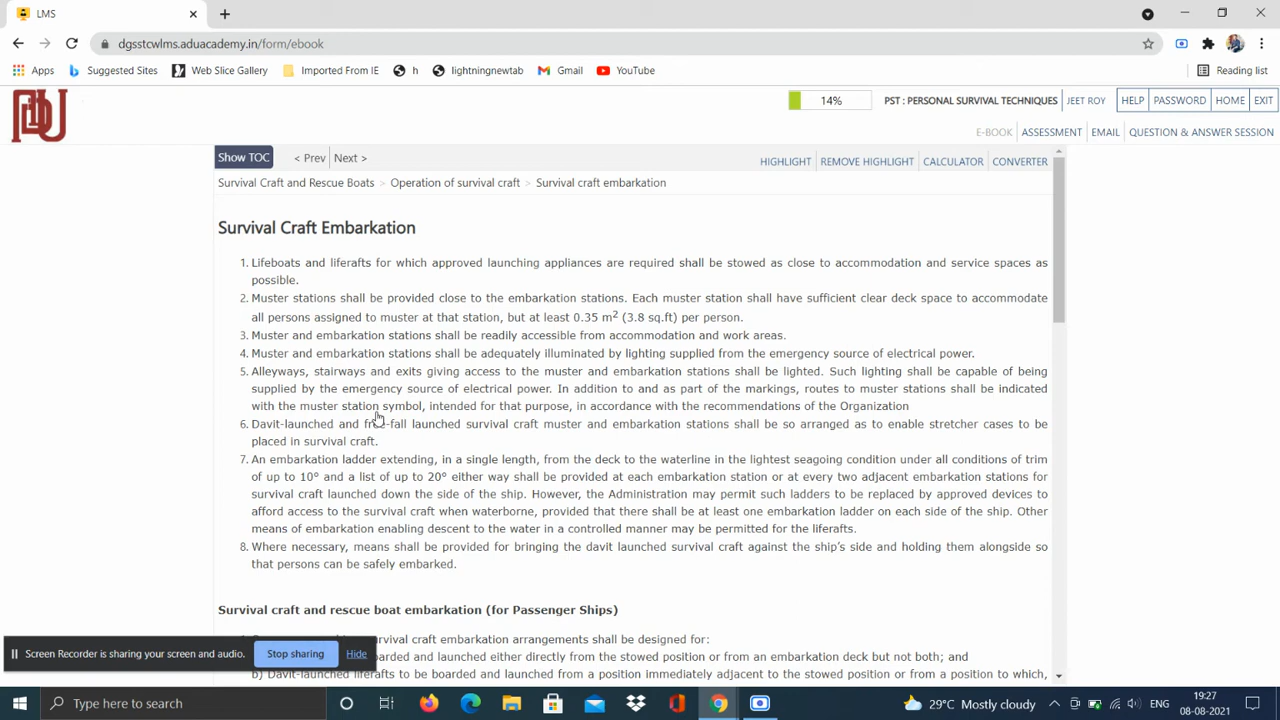 LMS
dgsstcwlms.aduacademy.in/form/ebook
Apps Suggested Sites Web Slice Gallery Imported From IE h lightningnewtab Gmail YouTube Reading list
ADU 14% PST : PERSONAL SURVIVAL TECHNIQUES JEET ROY HELP PASSWORD HOME EXIT
E-BOOK ASSESSMENT EMAIL QUESTION & ANSWER SESSION
Show TOC < Prev Next > HIGHLIGHT REMOVE HIGHLIGHT CALCULATOR CONVERTER
Survival Craft and Rescue Boats > Operation of survival craft > Survival craft embarkation
Survival Craft Embarkation
1. Lifeboats and liferafts for which approved launching appliances are required shall be stowed as close to accommodation and service spaces as
possible.
2. Muster stations shall be provided close to the embarkation stations. Each muster station shall have sufficient clear deck space to accommodate
all persons assigned to muster at that station, but at least 0.35 m² (3.8 sq.ft) per person.
3. Muster and embarkation stations shall be readily accessible from accommodation and work areas.
4. Muster and embarkation stations shall be adequately illuminated by lighting supplied from the emergency source of electrical power.
5. Alleyways, stairways and exits giving access to the muster and embarkation stations shall be lighted. Such lighting shall be capable of being
supplied by the emergency source of electrical power. In addition to and as part of the markings, routes to muster stations shall be indicated
with the muster station symbol, intended for that purpose, in accordance with the recommendations of the Organization
6. Davit-launched and free-fall launched survival craft muster and embarkation stations shall be so arranged as to enable stretcher cases to be
placed in survival craft.
7. An embarkation ladder extending, in a single length, from the deck to the waterline in the lightest seagoing condition under all conditions of trim
of up to 10° and a list of up to 20° either way shall be provided at each embarkation station or at every two adjacent embarkation stations for
survival craft launched down the side of the ship. However, the Administration may permit such ladders to be replaced by approved devices to
afford access to the survival craft when waterborne, provided that there shall be at least one embarkation ladder on each side of the ship. Other
means of embarkation enabling descent to the water in a controlled manner may be permitted for the liferafts.
8. Where necessary, means shall be provided for bringing the davit launched survival craft against the ship's side and holding them alongside so
that persons can be safely embarked.
Survival craft and rescue boat embarkation (for Passenger Ships)
survival craft embarkation arrangements shall be designed for:
Screen Recorder is sharing your screen and audio. Stop sharing Hide
and launched either directly from the stowed position or from an embarkation deck but not both; and
b) Davit-launched liferafts to be boarded and launched from a position immediately adjacent to the stowed position or from a position to which,
Type here to search 29°C Mostly cloudy ENG 19:27
08-08-2021